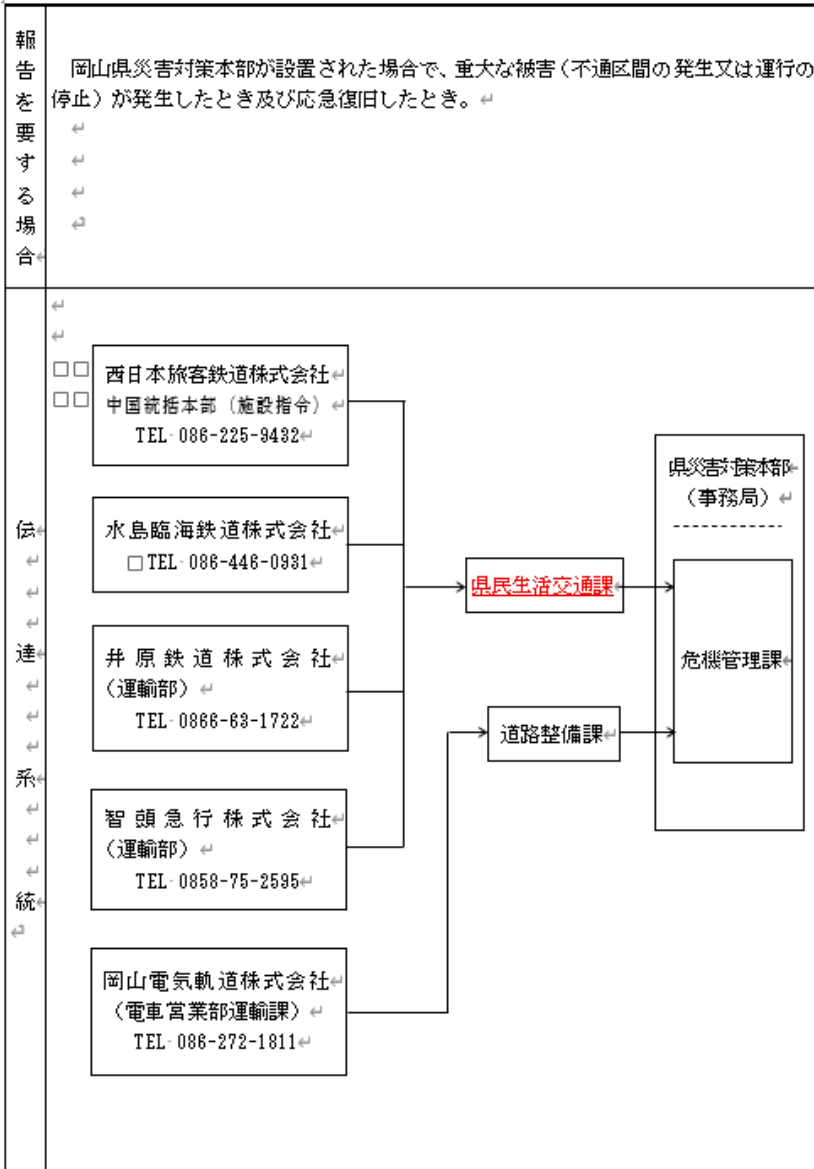 報告を要する場合
岡山県災害対策本部が設置された場合で、重大な被害（不通区間の発生又は運行の
停止）が発生したとき及び応急復旧したとき。
伝達系統
西日本旅客鉄道株式会社
中国統括本部（施設指令）
TEL 086-225-9432
水島臨海鉄道株式会社
TEL 086-446-0931
井原鉄道株式会社
（運輸部）
TEL 0866-63-1722
智頭急行株式会社
（運輸部）
TEL 0858-75-2595
岡山電気軌道株式会社
（電車営業部運輸課）
TEL 086-272-1811
県民生活交通課
道路整備課
県災害対策本部
（事務局）
危機管理課